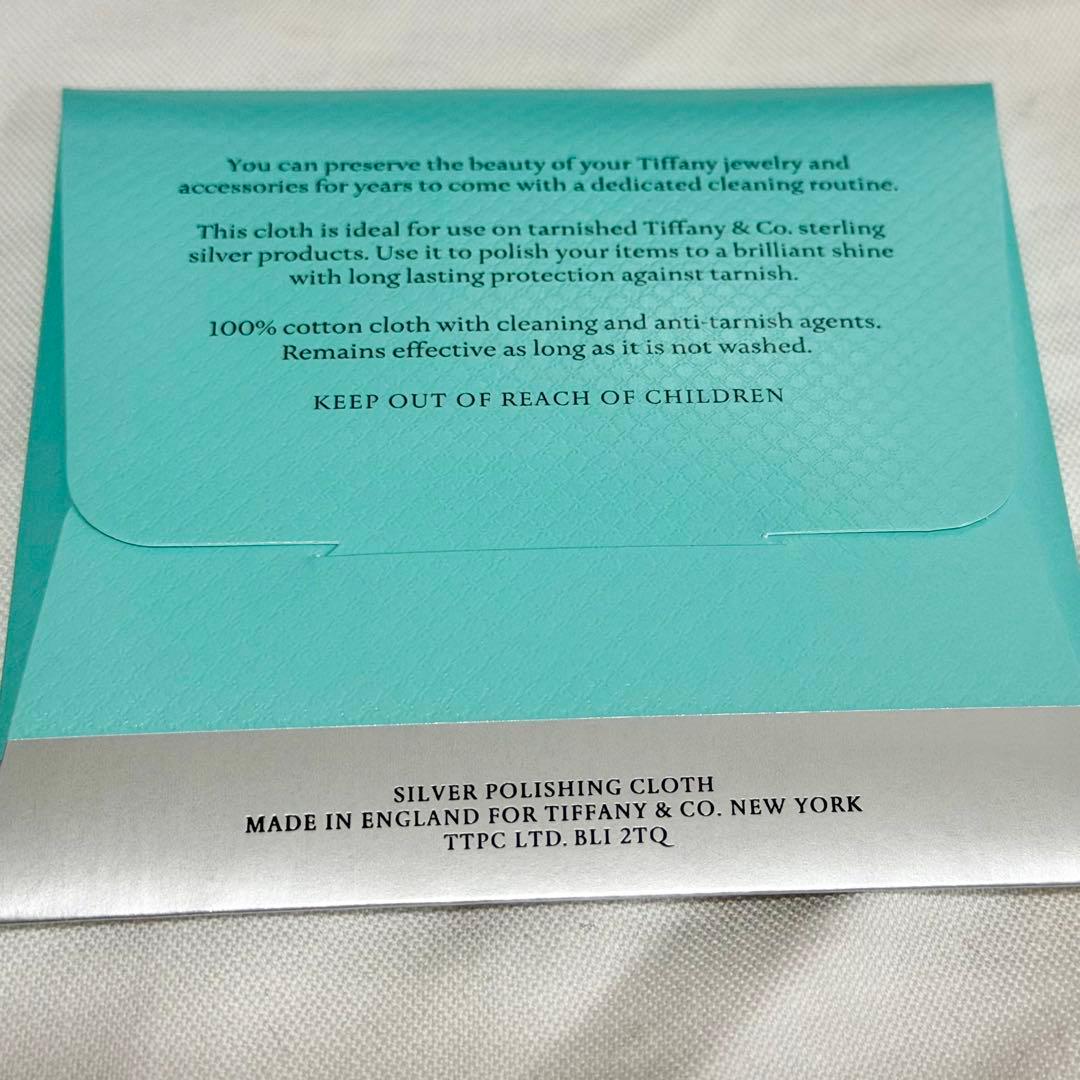 You can preserve the beauty of your Tiffany jewelry and
accessories for years to come with a dedicated cleaning routine.
This cloth is ideal for use on tarnished Tiffany & Co. sterling
silver products. Use it to polish your items to a brilliant shine
with long lasting protection against tarnish.
100% cotton cloth with cleaning and anti-tarnish agents.
Remains effective as long as it is not washed.
KEEP OUT OF REACH OF CHILDREN
SILVER POLISHING CLOTH
MADE IN ENGLAND FOR TIFFANY & CO. NEW YORK
TTPC LTD. BL1 2TQ